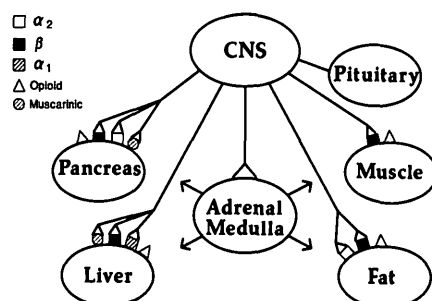 α₂
β
α₁
Opioid
Muscarinic
CNS
Pituitary
Pancreas
Muscle
Adrenal
Medulla
Liver
Fat